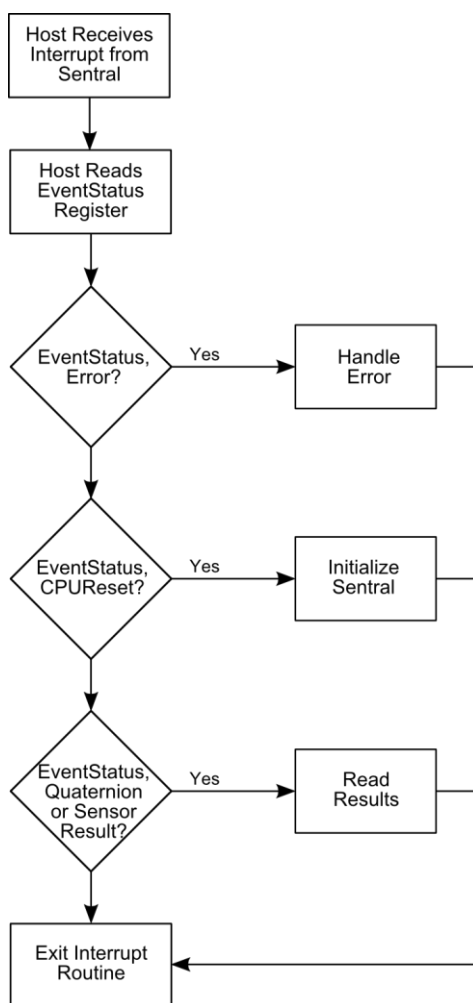 Host Receives
Interrupt from
Sentral
Host Reads
EventStatus
Register
EventStatus,
Error?
Yes
Handle
Error
EventStatus,
CPUReset?
Yes
Initialize
Sentral
EventStatus,
Quaternion
or Sensor
Result?
Yes
Read
Results
Exit Interrupt
Routine